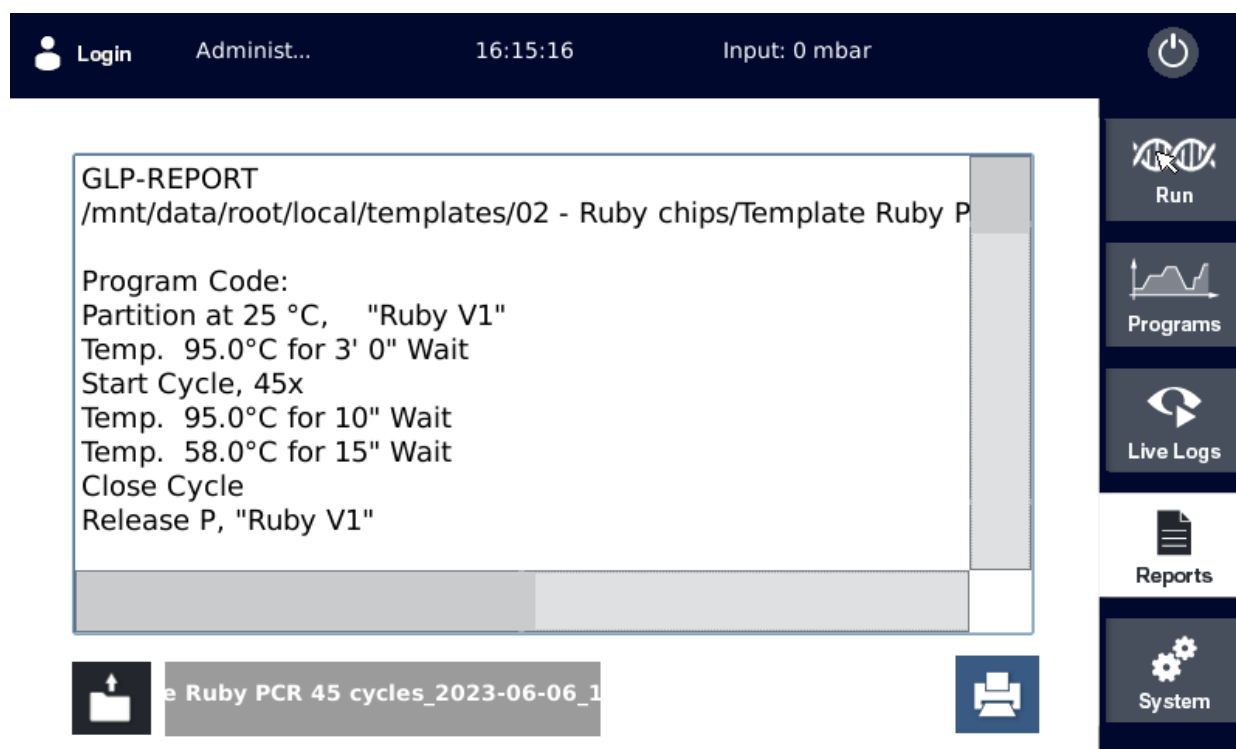 Login
Administ...
16:15:16
Input: 0 mbar
GLP-REPORT
/mnt/data/root/local/templates/02 - Ruby chips/Template Ruby P
Program Code:
Partition at 25 °C, "Ruby V1"
Temp. 95.0°C for 3' 0" Wait
Start Cycle, 45x
Temp. 95.0°C for 10" Wait
Temp. 58.0°C for 15" Wait
Close Cycle
Release P, "Ruby V1"
e Ruby PCR 45 cycles_2023-06-06_1
Run
Programs
Live Logs
Reports
System